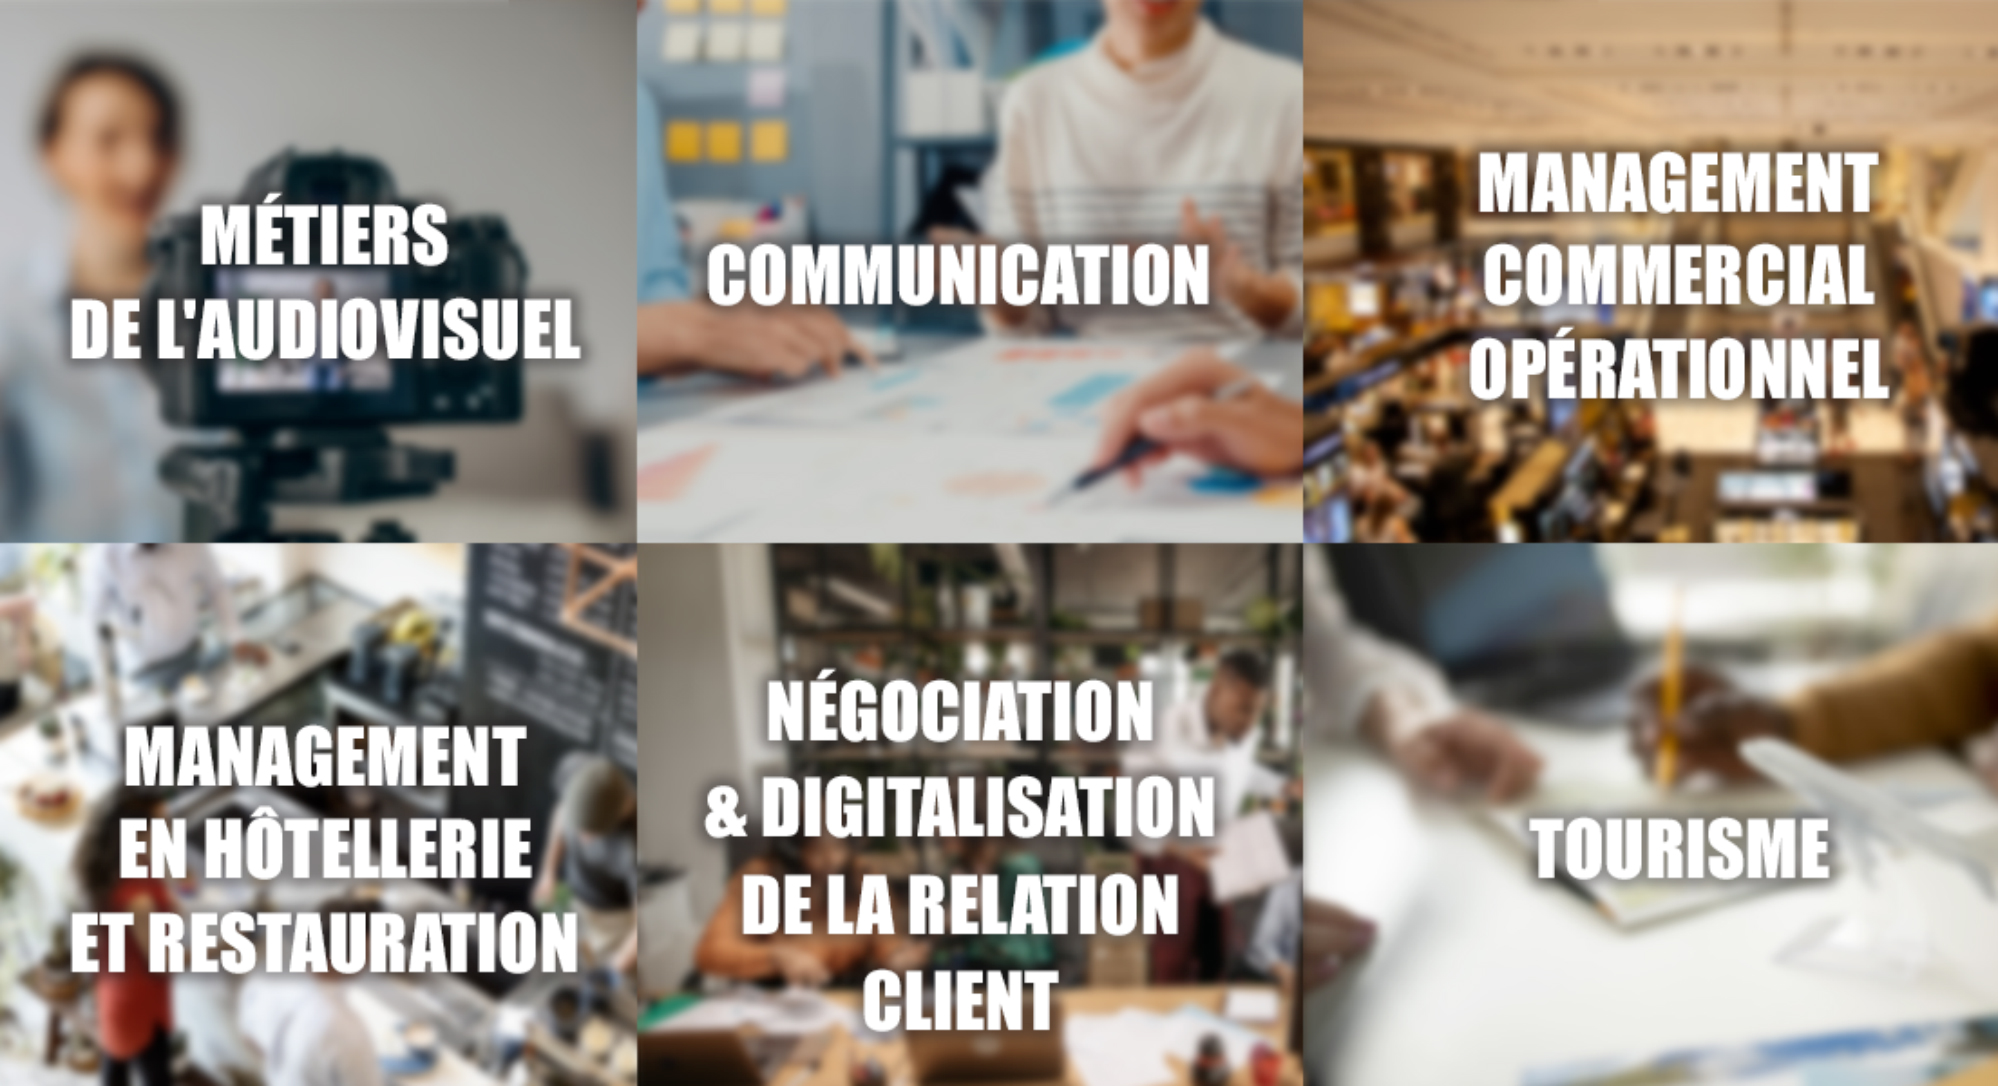 MÉTIERS
DE L'AUDIOVISUEL
COMMUNICATION
MANAGEMENT
COMMERCIAL
OPÉRATIONNEL
MANAGEMENT
EN HÔTELLERIE
ET RESTAURATION
NÉGOCIATION
& DIGITALISATION
DE LA RELATION
CLIENT
TOURISME